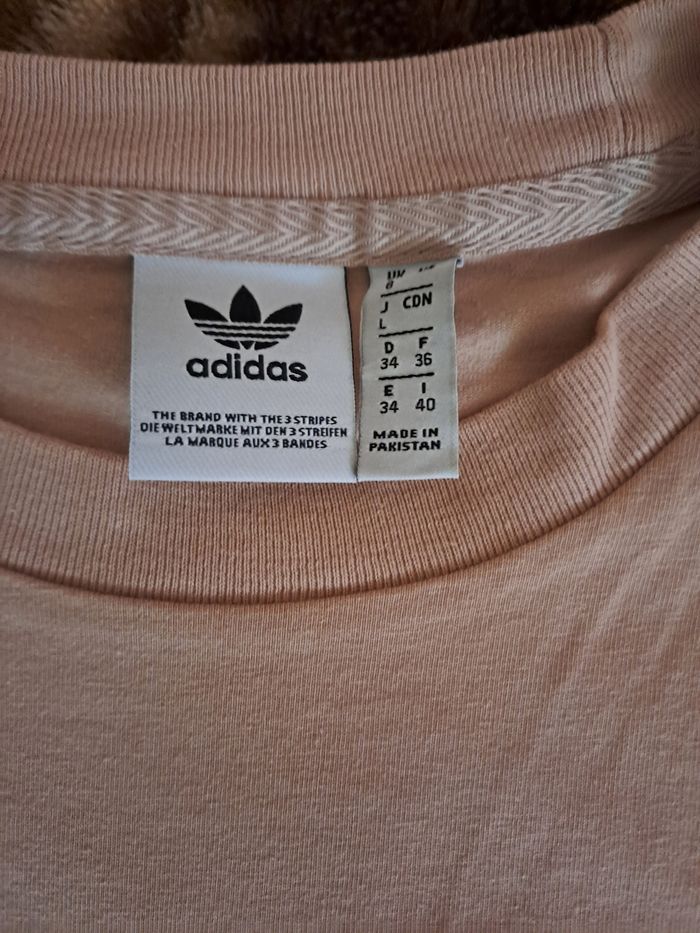 adidas
THE BRAND WITH THE 3 STRIPES
DIE WELTMARKE MIT DEN 3 STREIFEN
LA MARQUE AUX 3 BANDES
UK
J CDN
L
D F
34 36
E I
34 40
MADE IN
PAKISTAN